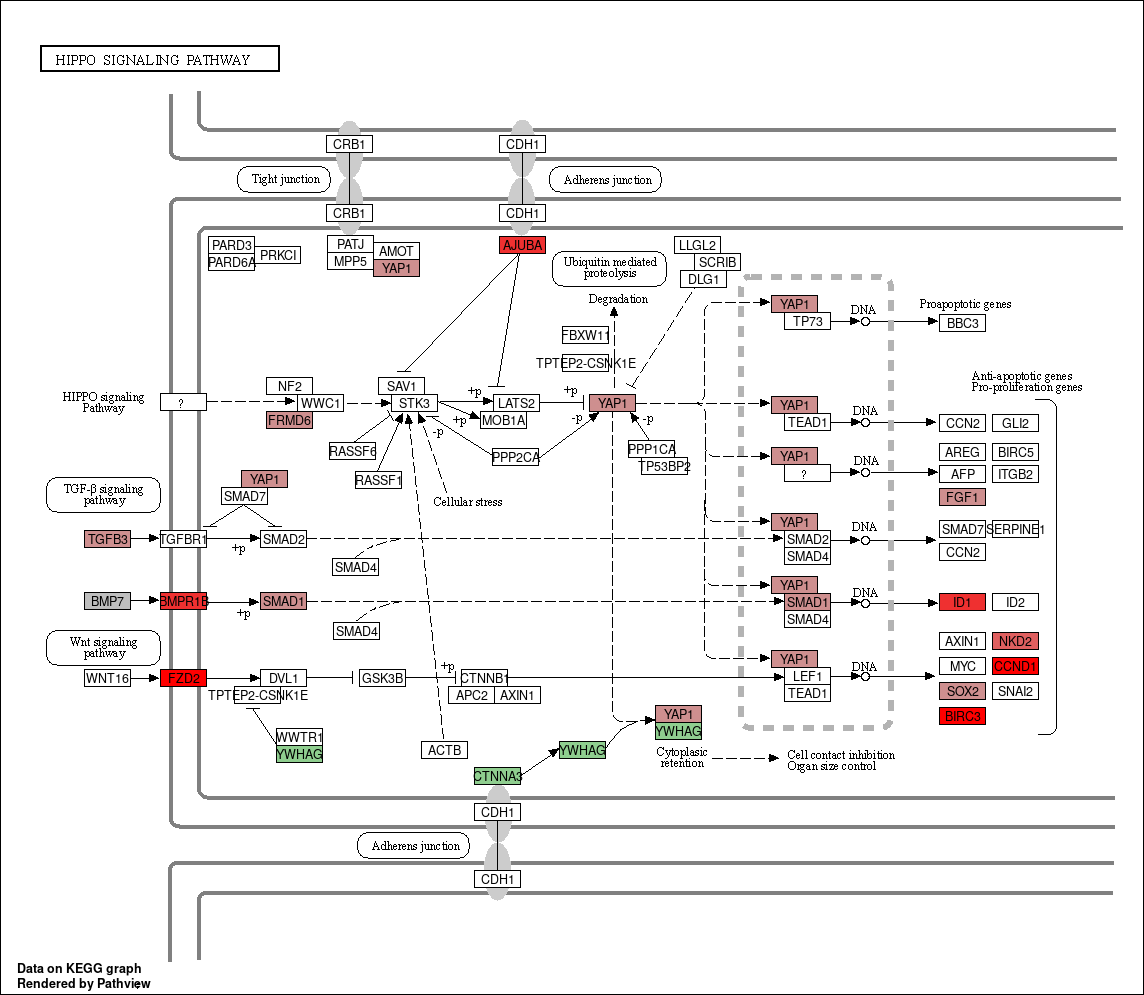 HIPPO SIGNALING PATHWAY
CRB1
CDH1
Tight junction
Adherens junction
CRB1
CDH1
PARD3
PARD6A
PRKCI
PATJ
MPP5
AMOT
YAP1
AJUBA
LLGL2
SCRIB
DLG1
Ubiquitin mediated
proteolysis
Degradation
FBXW11
TPTEP2-CSNK1E
YAP1
TP73
DNA
Proapoptotic genes
BBC3
HIPPO signaling
Pathway
?
NF2
WWC1
FRMD6
SAV1
STK3
+p
LATS2
MOB1A
+p
+p
YAP1
-p
-p
-p
RASSF6
RASSF1
PPP2CA
PPP1CA
TP53BP2
Cellular stress
YAP1
TEAD1
DNA
Anti-apoptotic genes
Pro-proliferation genes
CCN2
GLI2
YAP1
?
DNA
AREG
BIRC5
AFP
ITGB2
FGF1
TGF-β signaling
pathway
YAP1
SMAD7
TGFB3
TGFBR1
+p
SMAD2
SMAD4
YAP1
SMAD2
SMAD4
DNA
SMAD7
SERPINE1
CCN2
BMP7
BMPR1B
+p
SMAD1
SMAD4
YAP1
SMAD1
SMAD4
DNA
ID1
ID2
Wnt signaling
pathway
WNT16
FZD2
DVL1
TPTEP2-CSNK1E
GSK3B
+p
CTNNB1
APC2
AXIN1
YAP1
LEF1
TEAD1
DNA
AXIN1
NKD2
MYC
CCND1
SOX2
SNAI2
BIRC3
WWTR1
YWHAG
ACTB
CTNNA3
YWHAG
YAP1
YWHAG
Cytoplasic
retention
Cell contact inhibition
Organ size control
CDH1
Adherens junction
CDH1
Data on KEGG graph
Rendered by Pathview